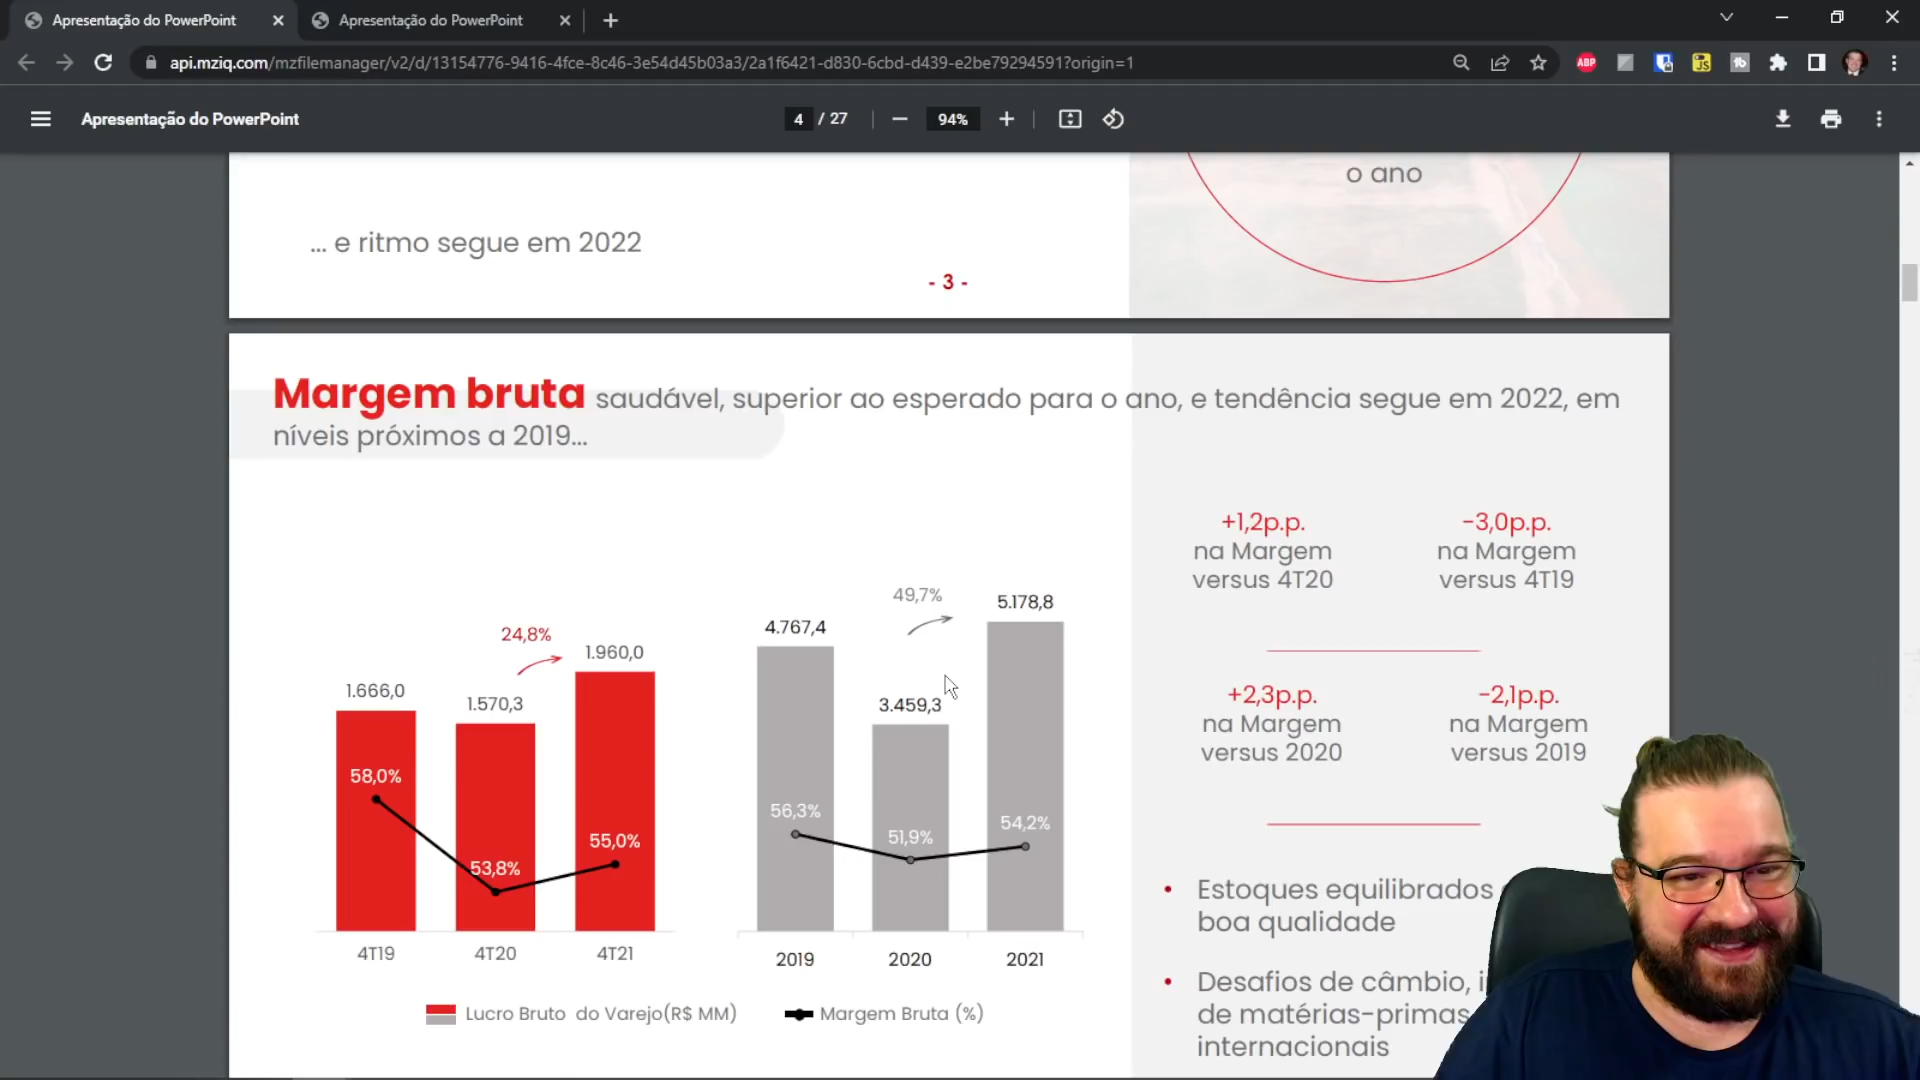 Apresentação do PowerPoint
Apresentação do PowerPoint
api.mziq.com/mzfilemanager/v2/d/13154776-9416-4fce-8c46-3e54d45b03a3/2a1f6421-d830-6cbd-d439-e2be79294591?origin=1
ABP
Apresentação do PowerPoint
4 / 27
94%
o ano
... e ritmo segue em 2022
- 3 -
Margem bruta saudável, superior ao esperado para o ano, e tendência segue em 2022, em
níveis próximos a 2019...
24,8%
1.666,0
1.570,3
1.960,0
58,0%
53,8%
55,0%
4T19
4T20
4T21
49,7%
4.767,4
3.459,3
5.178,8
56,3%
51,9%
54,2%
2019
2020
2021
Lucro Bruto do Varejo(R$ MM)
Margem Bruta (%)
+1,2p.p.
na Margem
versus 4T20
-3,0p.p.
na Margem
versus 4T19
+2,3p.p.
na Margem
versus 2020
-2,1p.p.
na Margem
versus 2019
• Estoques equilibrados
boa qualidade
• Desafios de câmbio,
de matérias-primas
internacionais